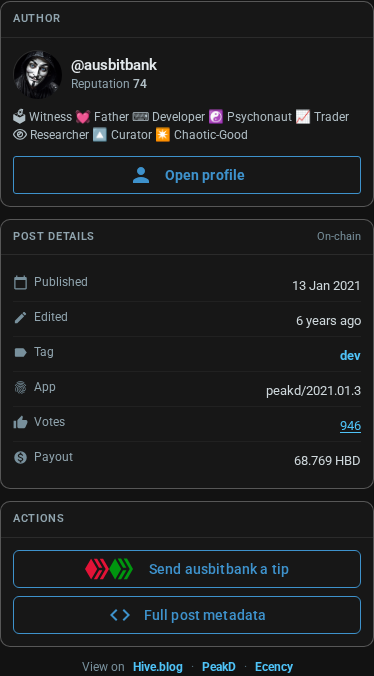 AUTHOR
@ausbitbank
Reputation 74
🗳️ Witness 💓 Father ⌨ Developer ☯️ Psychonaut 📈 Trader
👁 Researcher 🔼 Curator 💥 Chaotic-Good
Open profile
POST DETAILS On-chain
Published 13 Jan 2021
Edited 6 years ago
Tag dev
App peakd/2021.01.3
Votes 946
Payout 68.769 HBD
ACTIONS
Send ausbitbank a tip
Full post metadata
View on Hive.blog · PeakD · Ecency